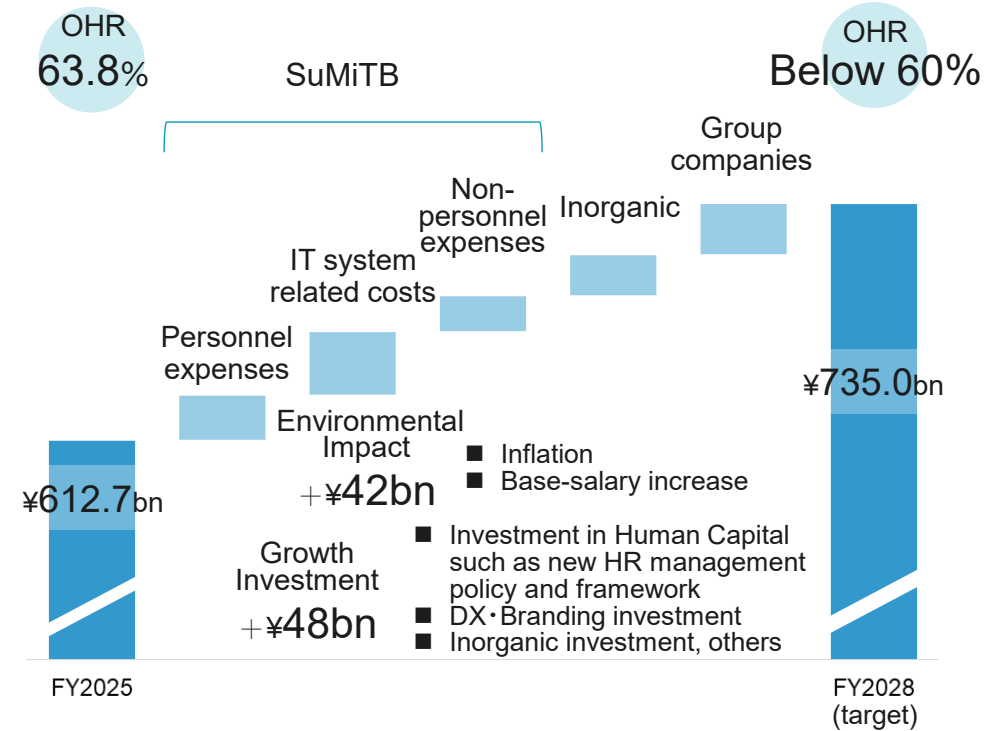 OHR
63.8%
SuMiTB
OHR
Below 60%
Group
companies
Non-
personnel
expenses
Inorganic
IT system
related costs
Personnel
expenses
¥735.0bn
Environmental
Impact
+¥42bn
■ Inflation
■ Base-salary increase
¥612.7bn
Growth
Investment
+¥48bn
■ Investment in Human Capital
such as new HR management
policy and framework
■ DX・Branding investment
■ Inorganic investment, others
FY2025
FY2028
(target)